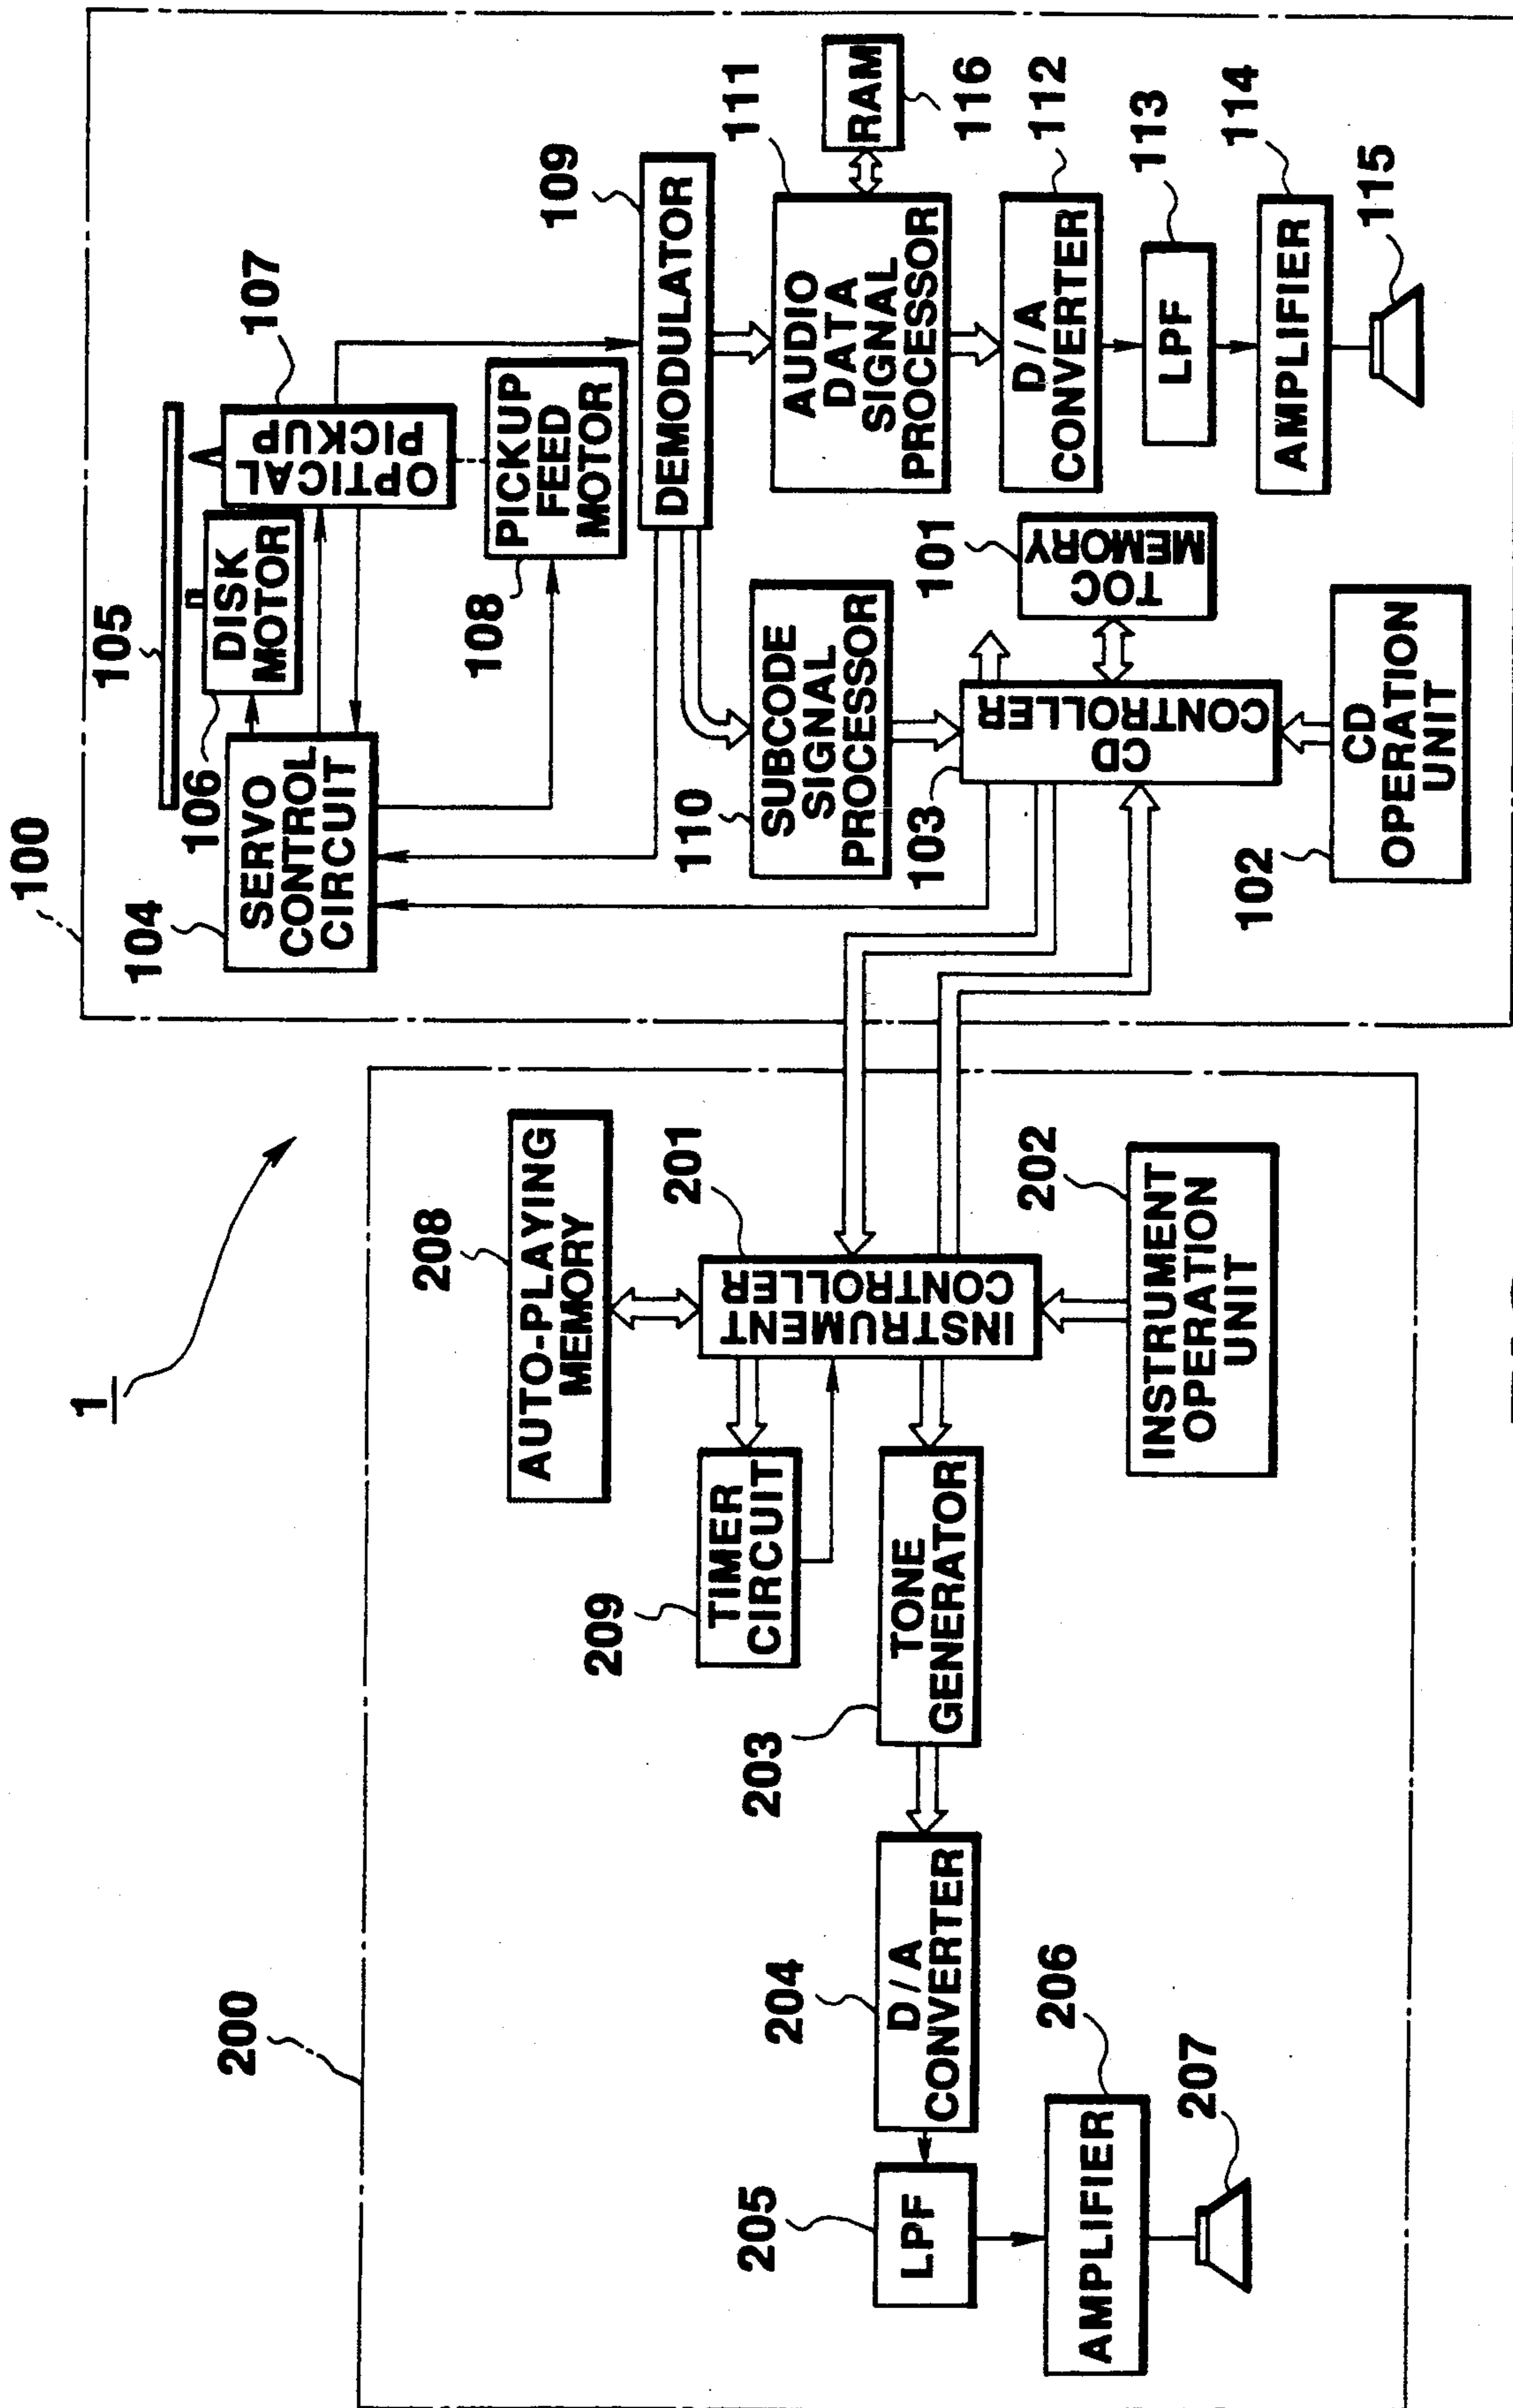 1
100
105
104
SERVO
CONTROL
CIRCUIT
106
DISK
MOTOR
OPTICAL
PICKUP
107
108
PICKUP
FEED
MOTOR
109
DEMODULATOR
110
SUBCODE
SIGNAL
PROCESSOR
111
AUDIO
DATA
SIGNAL
PROCESSOR
RAM
116
103
CD
CONTROLLER
101
TOC
MEMORY
112
D/A
CONVERTER
113
LPF
114
AMPLIFIER
115
102
CD
OPERATION
UNIT
200
208
AUTO-PLAYING
MEMORY
209
TIMER
CIRCUIT
201
INSTRUMENT
CONTROLLER
203
TONE
GENERATOR
202
INSTRUMENT
OPERATION
UNIT
204
D/A
CONVERTER
205
LPF
206
AMPLIFIER
207